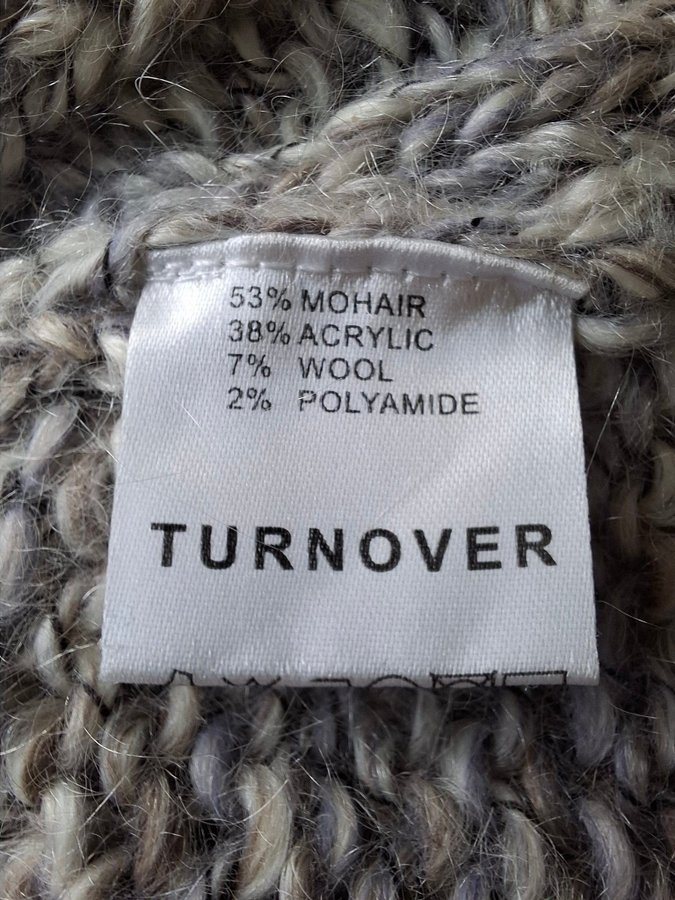 53% MOHAIR
38% ACRYLIC
7% WOOL
2% POLYAMIDE
TURNOVER